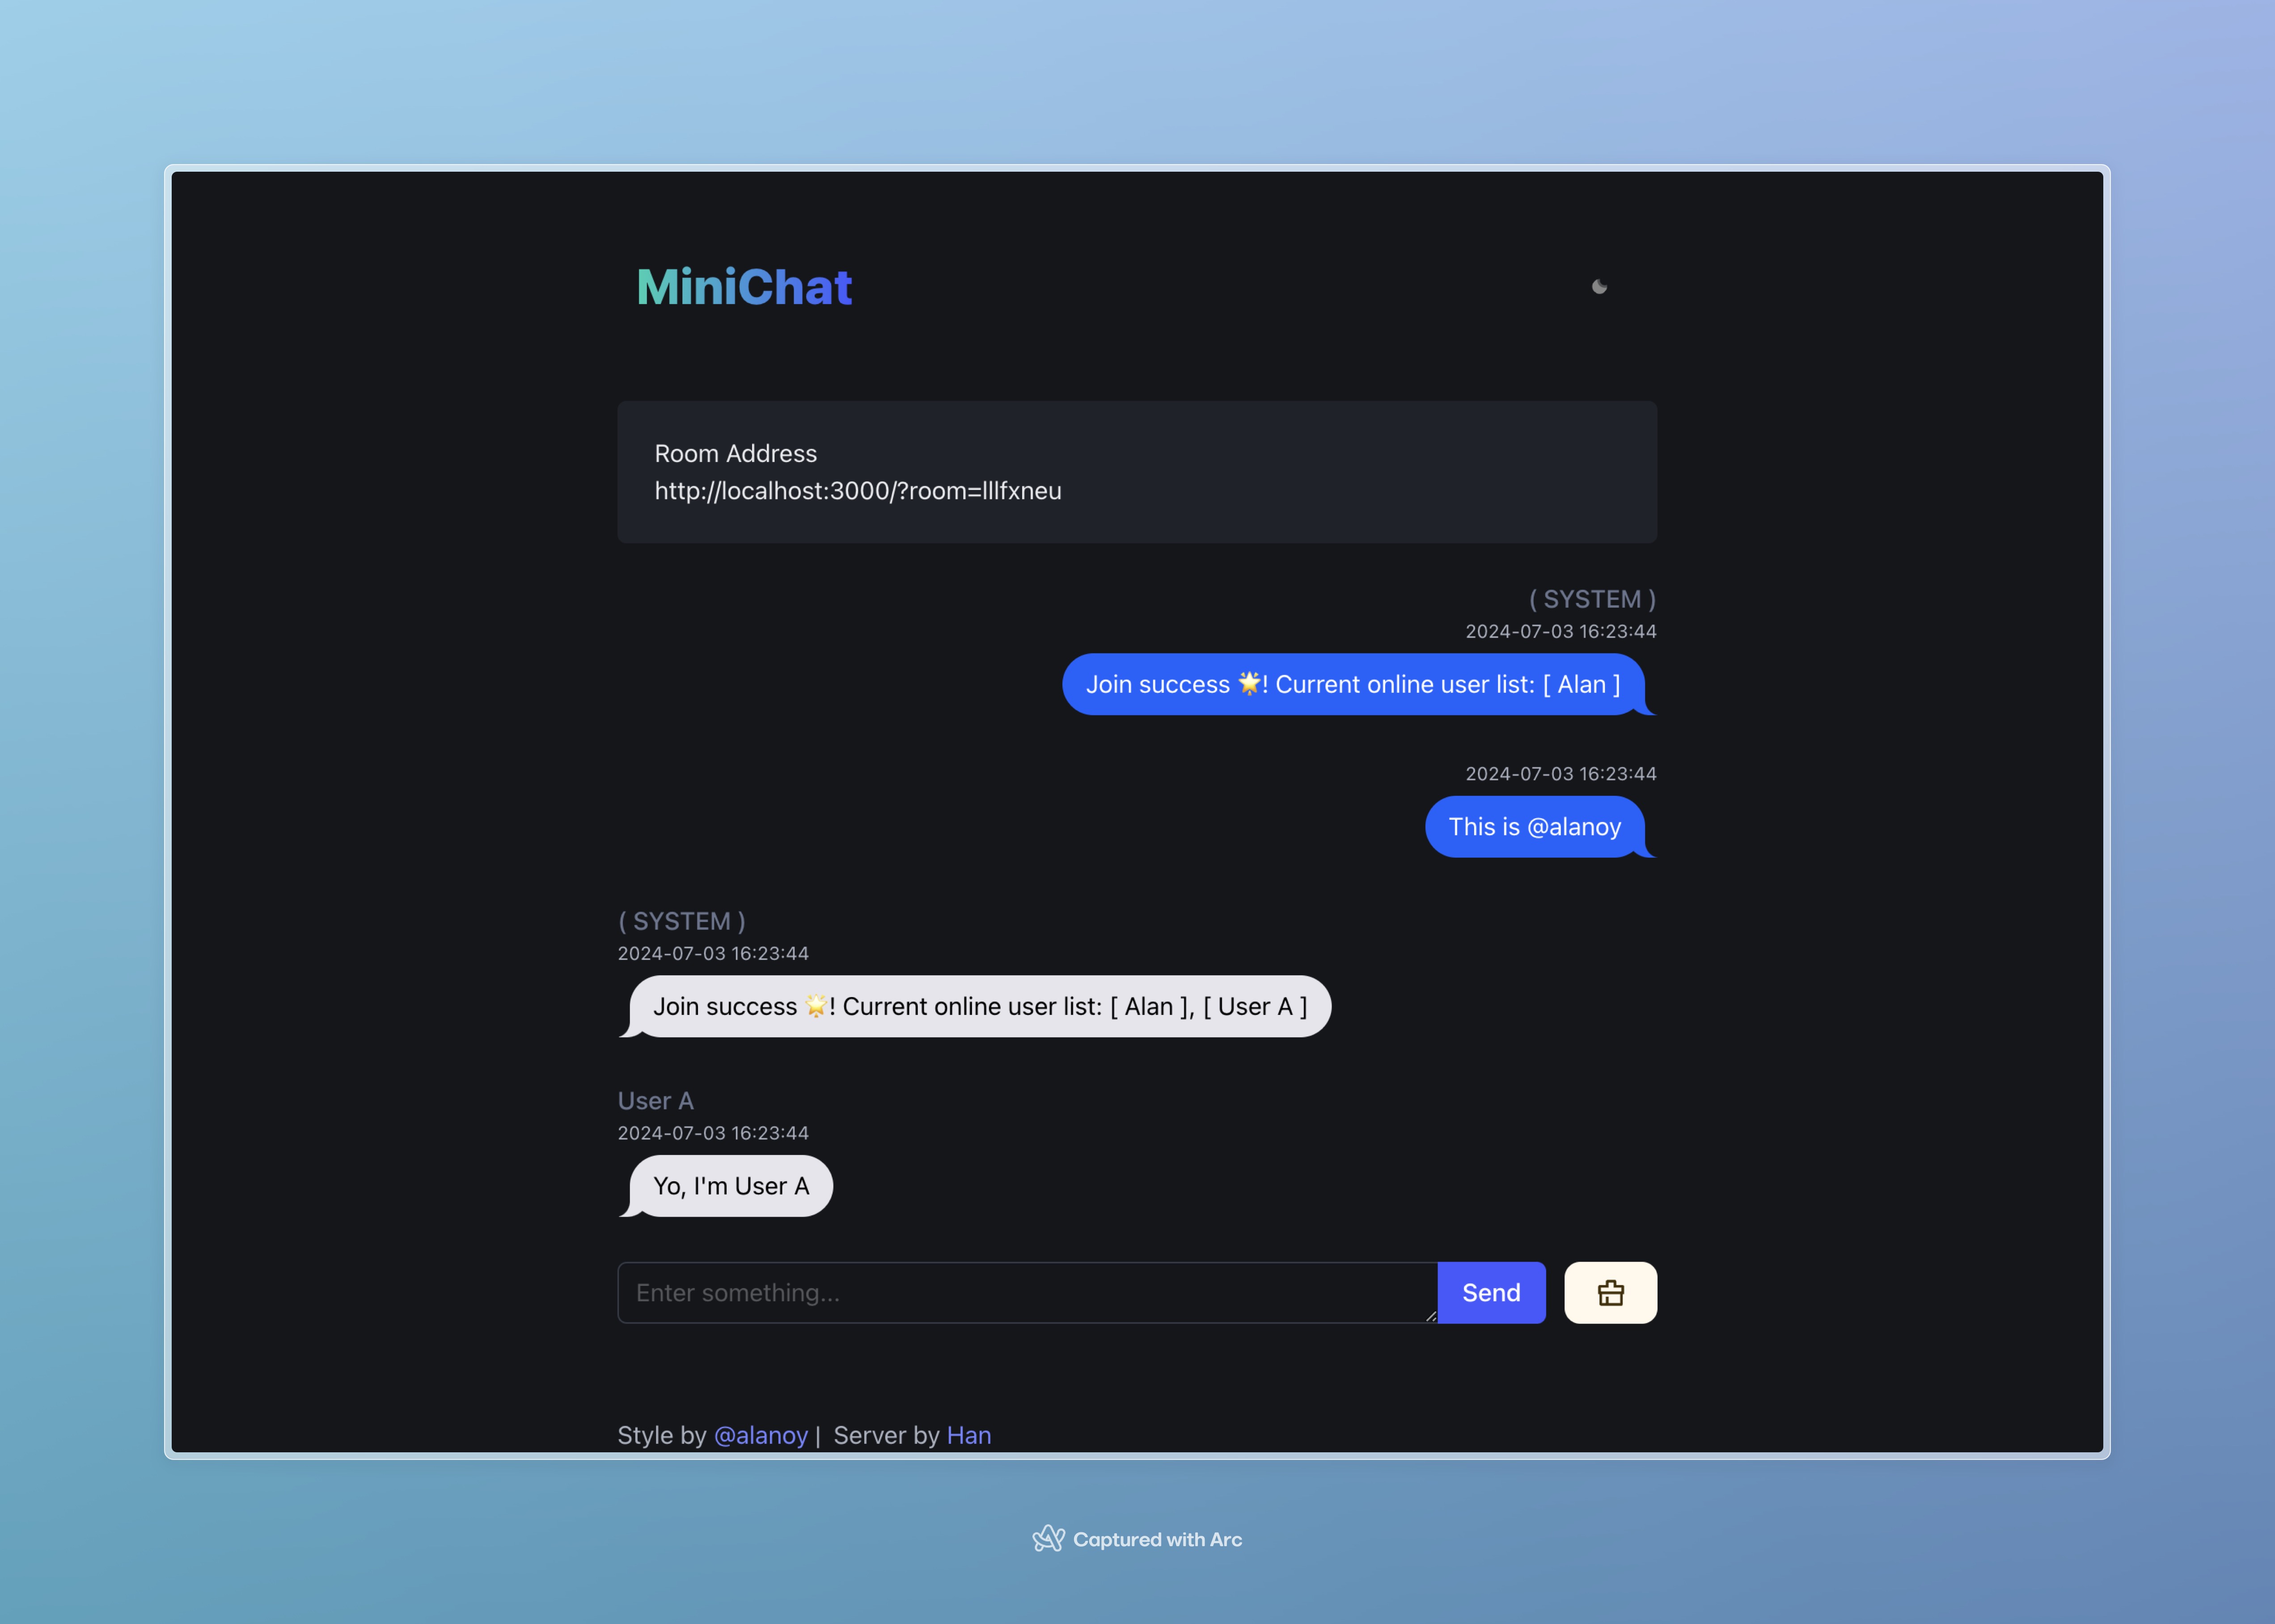 MiniChat
Room Address
http://localhost:3000/?room=lllfxneu
( SYSTEM )
2024-07-03 16:23:44
Join success 🌟! Current online user list: [ Alan ]
2024-07-03 16:23:44
This is @alanoy
( SYSTEM )
2024-07-03 16:23:44
Join success 🌟! Current online user list: [ Alan ], [ User A ]
User A
2024-07-03 16:23:44
Yo, I'm User A
Enter something...
Send
Style by @alanoy | Server by Han
Captured with Arc